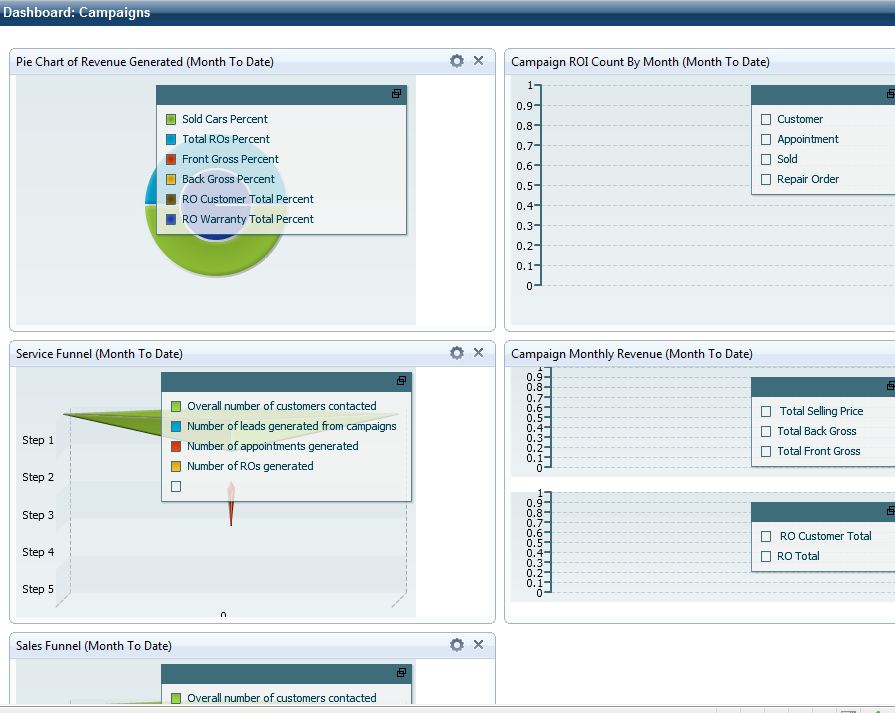 Dashboard: Campaigns
Pie Chart of Revenue Generated (Month To Date)
Sold Cars Percent
Total ROs Percent
Front Gross Percent
Back Gross Percent
RO Customer Total Percent
RO Warranty Total Percent
Campaign ROI Count By Month (Month To Date)
1
0.9
0.8
0.7
0.6
0.5
0.4
0.3
0.2
0.1
0
Customer
Appointment
Sold
Repair Order
Service Funnel (Month To Date)
Overall number of customers contacted
Number of leads generated from campaigns
Number of appointments generated
Number of ROs generated
Step 1
Step 2
Step 3
Step 4
Step 5
0
Campaign Monthly Revenue (Month To Date)
1
0.9
0.8
0.7
0.6
0.5
0.4
0.3
0.2
0.1
0
Total Selling Price
Total Back Gross
Total Front Gross
1
0.9
0.8
0.7
0.6
0.5
0.4
0.3
0.2
0.1
0
RO Customer Total
RO Total
Sales Funnel (Month To Date)
Overall number of customers contacted